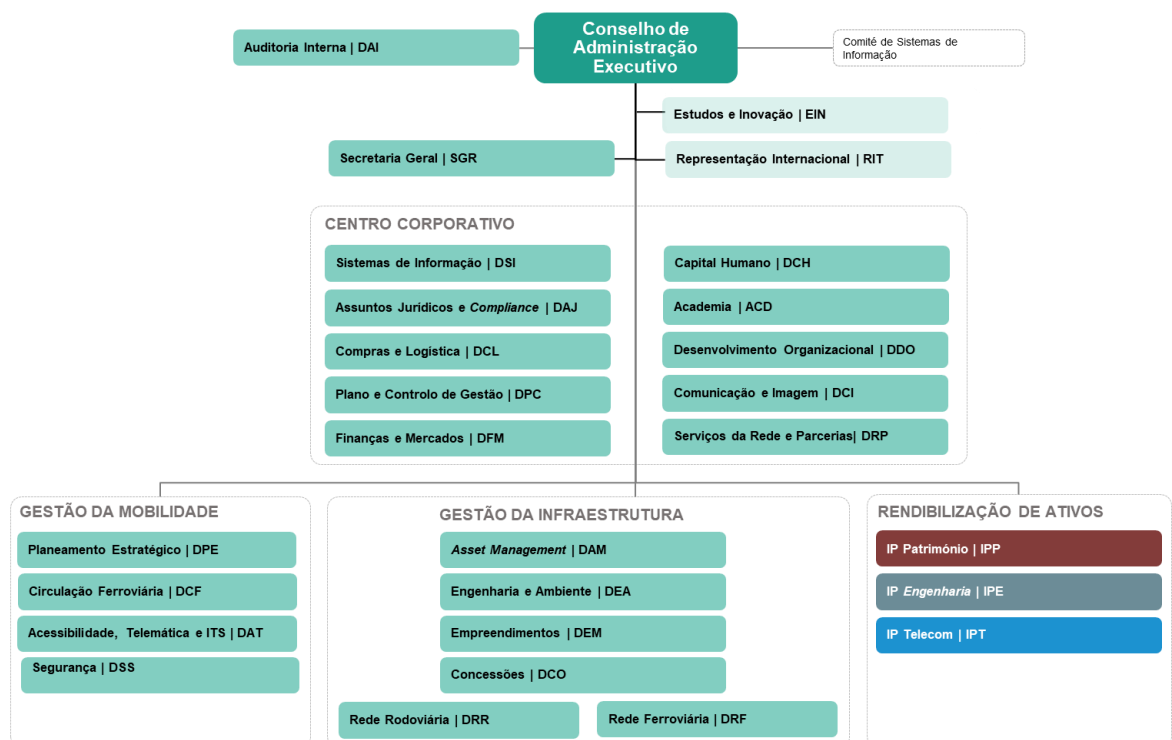 Conselho de
Administração
Executivo
Auditoria Interna | DAI
Comité de Sistemas de
Informação
Estudos e Inovação | EIN
Secretaria Geral | SGR
Representação Internacional | RIT
CENTRO CORPORATIVO
Sistemas de Informação | DSI
Assuntos Jurídicos e Compliance | DAJ
Compras e Logística | DCL
Plano e Controlo de Gestão | DPC
Finanças e Mercados | DFM
Capital Humano | DCH
Academia | ACD
Desenvolvimento Organizacional | DDO
Comunicação e Imagem | DCI
Serviços da Rede e Parcerias| DRP
GESTÃO DA MOBILIDADE
Planeamento Estratégico | DPE
Circulação Ferroviária | DCF
Acessibilidade, Telemática e ITS | DAT
Segurança | DSS
GESTÃO DA INFRAESTRUTURA
Asset Management | DAM
Engenharia e Ambiente | DEA
Empreendimentos | DEM
Concessões | DCO
Rede Rodoviária | DRR
Rede Ferroviária | DRF
RENDIBILIZAÇÃO DE ATIVOS
IP Património | IPP
IP Engenharia | IPE
IP Telecom | IPT